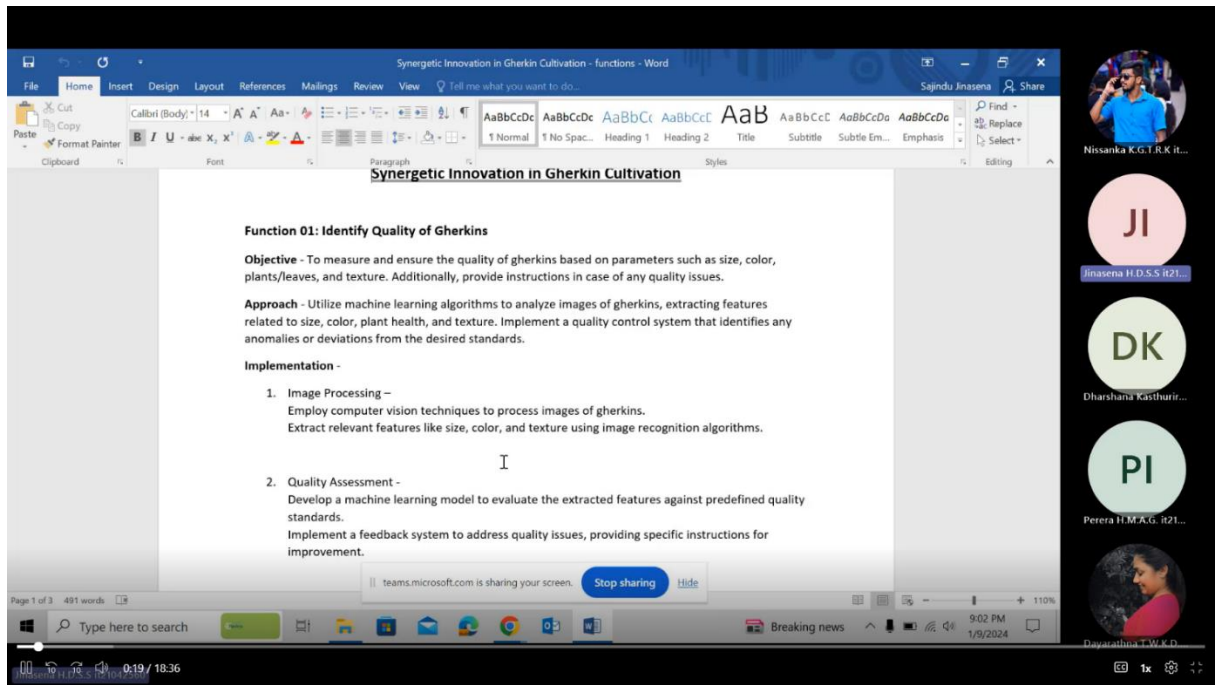 Synergetic Innovation in Gherkin Cultivation - functions - Word
File Home Insert Design Layout References Mailings Review View Tell me what you want to do... Sajindu Jinasena Share
Paste Cut Copy Format Painter
Calibri (Body) 14
AaBbCcDc AaBbCcDc AaBbCc AaBbCcC AaB AaBbCcC AaBbCcDa AaBbCcDa
¶ Normal ¶ No Spac... Heading 1 Heading 2 Title Subtitle Subtle Em... Emphasis
Find Replace Select
Clipboard Font Paragraph Styles Editing
Synergetic Innovation in Gherkin Cultivation
Function 01: Identify Quality of Gherkins
Objective - To measure and ensure the quality of gherkins based on parameters such as size, color,
plants/leaves, and texture. Additionally, provide instructions in case of any quality issues.
Approach - Utilize machine learning algorithms to analyze images of gherkins, extracting features
related to size, color, plant health, and texture. Implement a quality control system that identifies any
anomalies or deviations from the desired standards.
Implementation -
1. Image Processing –
Employ computer vision techniques to process images of gherkins.
Extract relevant features like size, color, and texture using image recognition algorithms.
2. Quality Assessment -
Develop a machine learning model to evaluate the extracted features against predefined quality
standards.
Implement a feedback system to address quality issues, providing specific instructions for
improvement.
teams.microsoft.com is sharing your screen. Stop sharing Hide
Page 1 of 3 491 words 110%
Type here to search Breaking news 9:02 PM
1/9/2024
0:19 / 18:36 1x
Nissanka K.G.T.R.K it...
JI
Jinasena H.D.S.S it21...
DK
Dharshana Kasthurir...
PI
Perera H.M.A.G. it21...
Dayarathna T.W.K.D...